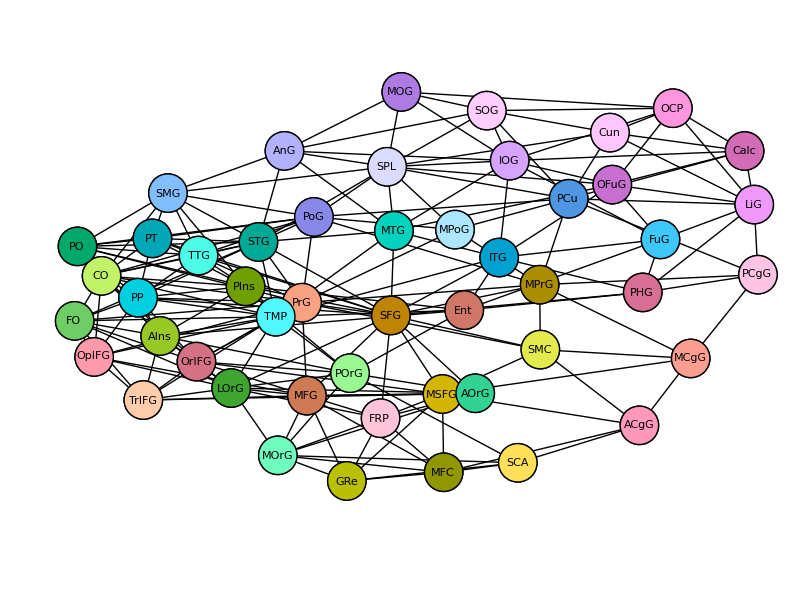 MOG
SOG
OCP
Cun
Calc
AnG
SPL
IOG
OFuG
SMG
PCu
LiG
PoG
MTG
MPoG
PO
PT
STG
TTG
FuG
ITG
CO
PCgG
PIns
MPrG
PP
PHG
PrG
Ent
FO
TMP
SFG
AIns
SMC
OpIFG
OrIFG
MCgG
POrG
LOrG
TrIFG
MFG
MSFG
AOrG
FRP
ACgG
MOrG
SCA
MFC
GRe